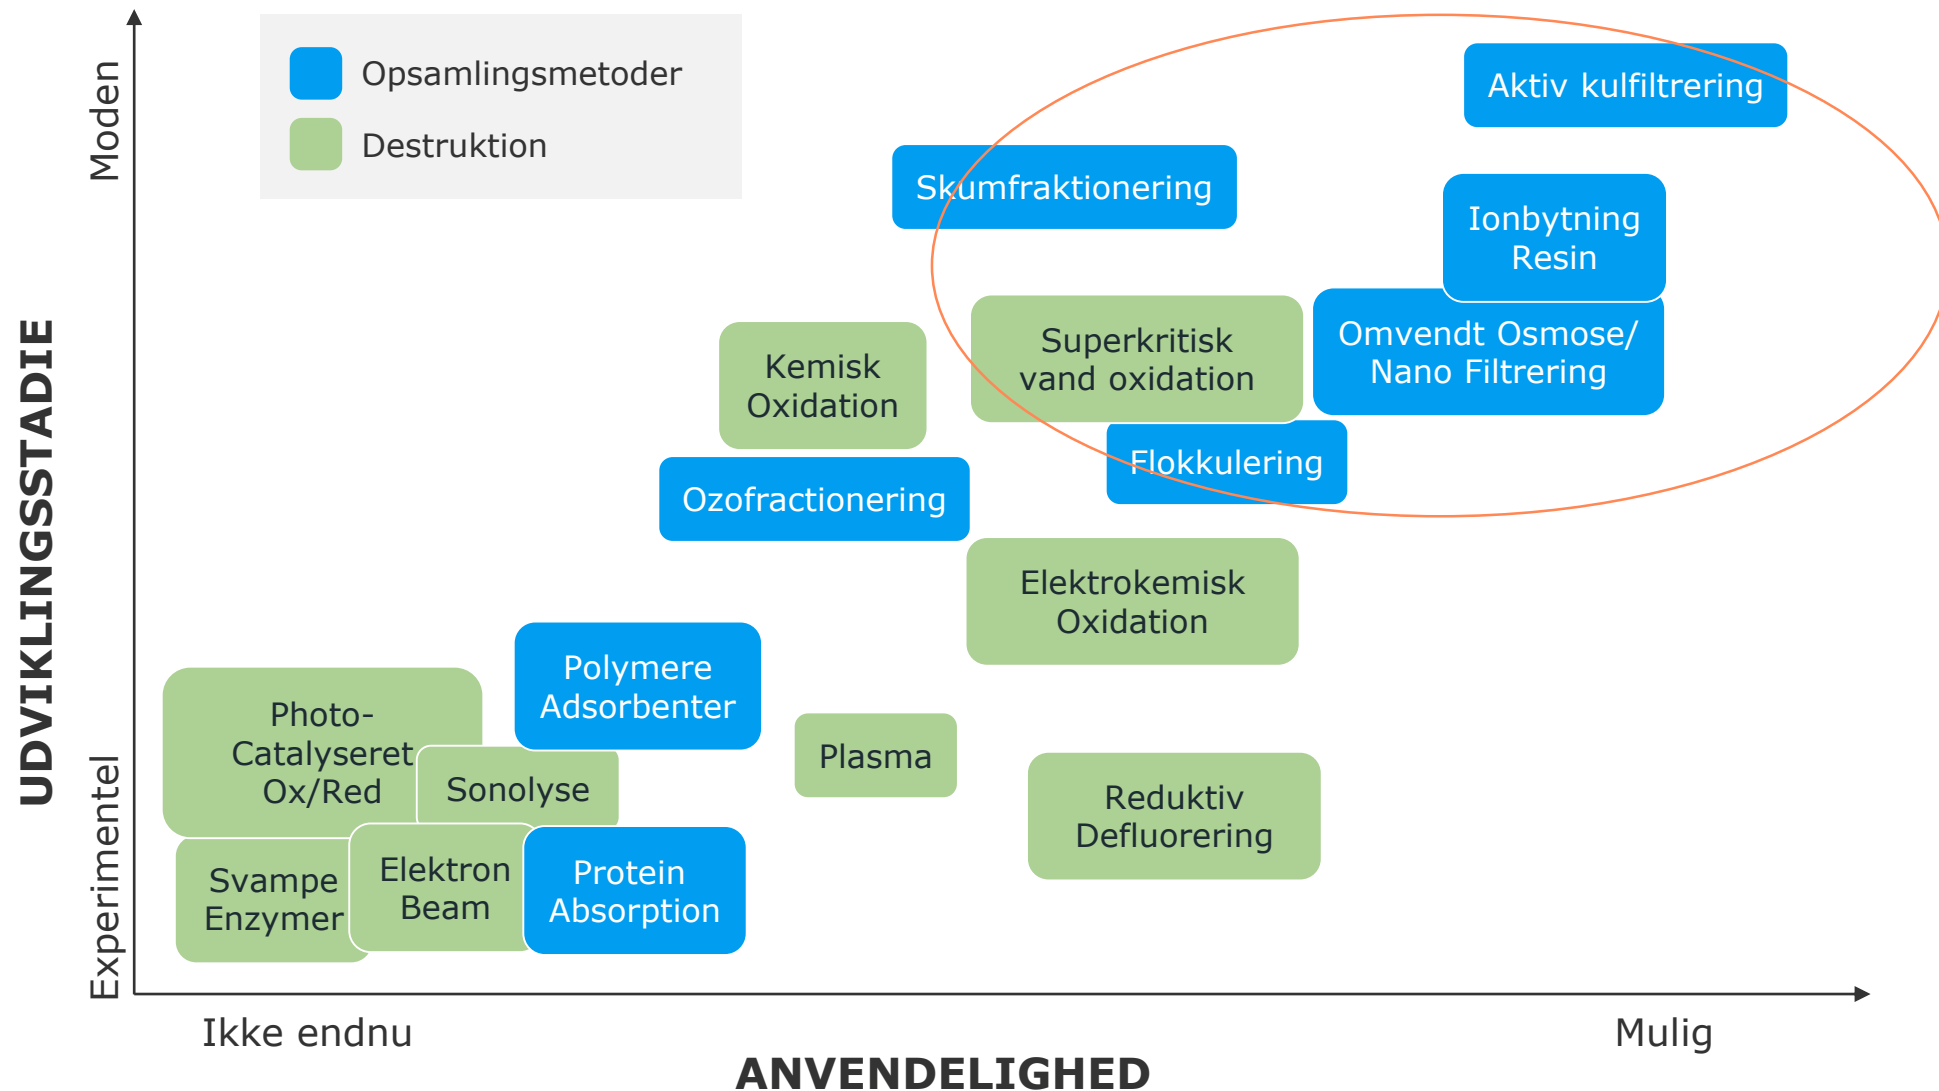 Opsamlingsmetoder
Destruktion
Moden
UDVIKLINGSSTADIE
Experimentel
Aktiv kulfiltrering
Skumfraktionering
Ionbytning
Resin
Superkritisk
vand oxidation
Omvendt Osmose/
Nano Filtrering
Kemisk
Oxidation
Flokkulering
Ozofractionering
Elektrokemisk
Oxidation
Polymere
Adsorbenter
Photo-
Catalyseret
Ox/Red
Sonolyse
Plasma
Reduktiv
Defluorering
Svampe
Enzymer
Elektron
Beam
Protein
Absorption
Ikke endnu
Mulig
ANVENDELIGHED